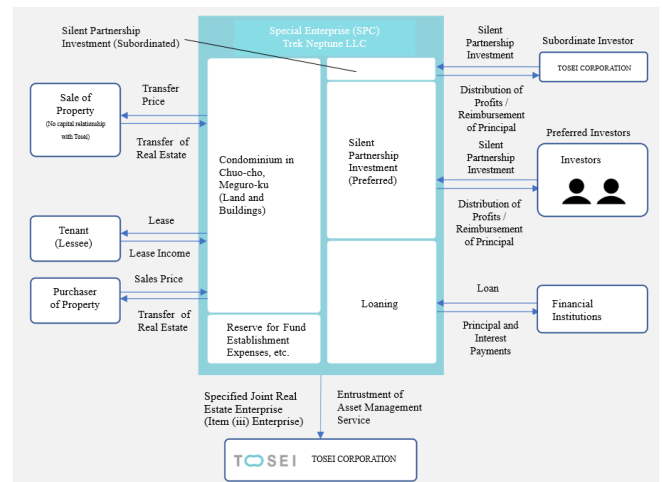 Silent Partnership
Investment (Subordinated)
Special Enterprise (SPC)
Trek Neptune LLC
Silent
Partnership
Investment
Subordinate Investor
TOSEI CORPORATION
Distribution of
Profits /
Reimbursement
of Principal
Sale of
Property
(No capital relationship
with Tosei)
Transfer
Price
Transfer of
Real Estate
Condominium in
Chuo-cho,
Meguro-ku
(Land and
Buildings)
Silent
Partnership
Investment
(Preferred)
Preferred Investors
Silent
Partnership
Investment
Investors
Distribution of
Profits /
Reimbursement
of Principal
Tenant
(Lessee)
Lease
Lease Income
Purchaser
of Property
Sales Price
Transfer of
Real Estate
Loaning
Loan
Financial
Institutions
Principal and
Interest
Payments
Reserve for Fund
Establishment
Expenses, etc.
Specified Joint Real
Estate Enterprise
(Item (iii) Enterprise)
Entrustment of
Asset Management
Service
TOSEI
TOSEI CORPORATION